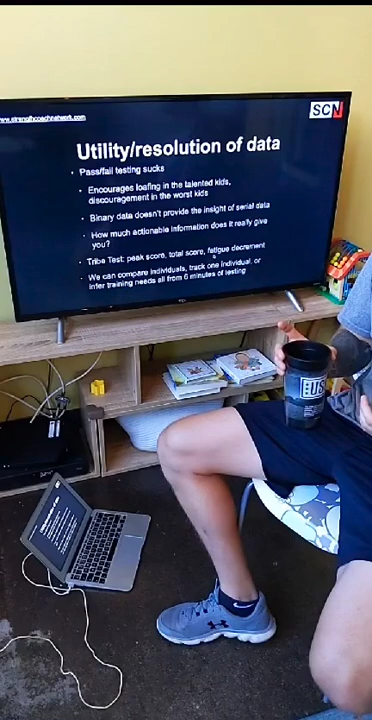 www.strengthcoachnetwork.com
SCN
Utility/resolution of data
• Pass/fail testing sucks
• Encourages loafing in the talented kids,
discouragement in the worst kids
• Binary data doesn't provide the insight of serial data
• How much actionable information does it really give
you?
• Tribe Test: peak score, total score, fatigue decrement
• We can compare individuals, track one individual, or
infer training needs all from 6 minutes of testing
TCL